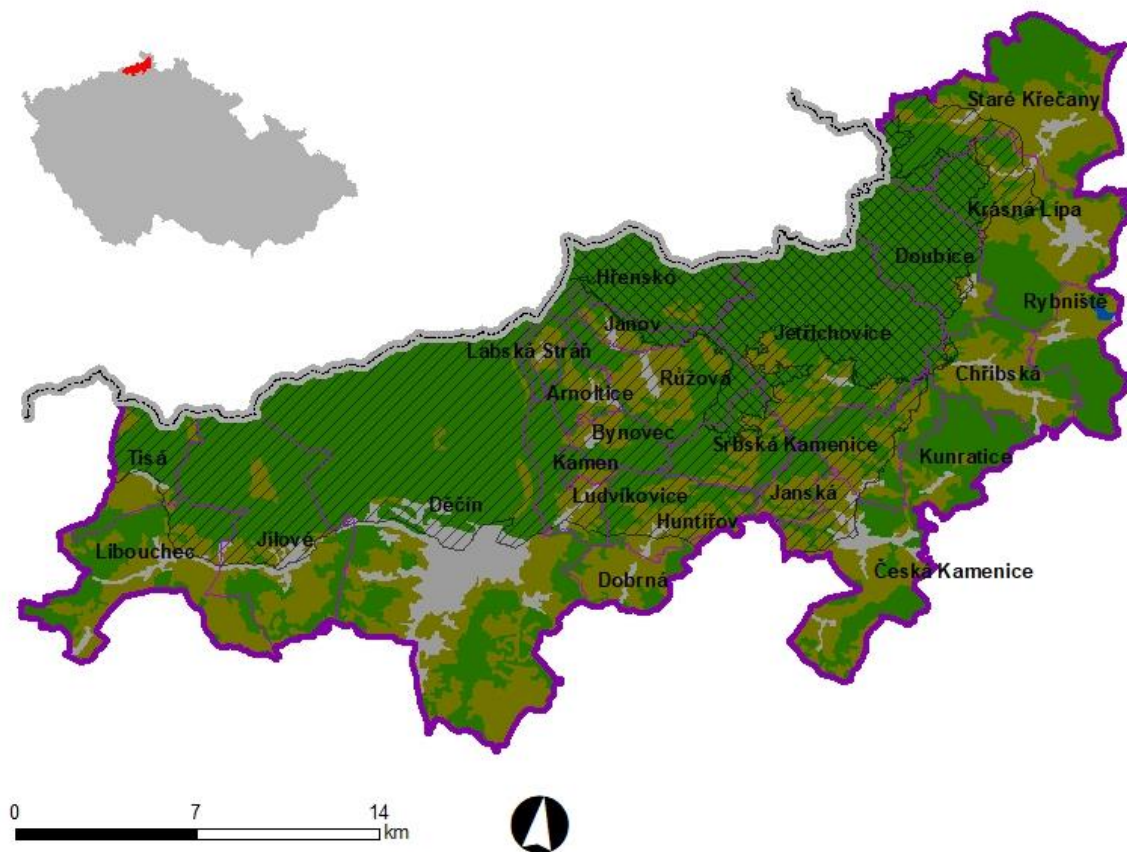 Staré Křečany
Krásná Lípa
Doubice
Hřensko
Rybniště
Janov
Jetřichovice
Labská Stráň
Růžová
Chřibská
Arnoltice
Bynovec
Srbská Kamenice
Tisá
Kámen
Kunratice
Ludvíkovice
Janská
Děčín
Huntířov
Jílové
Libouchec
Dobrná
Česká Kamenice
0 7 14
km